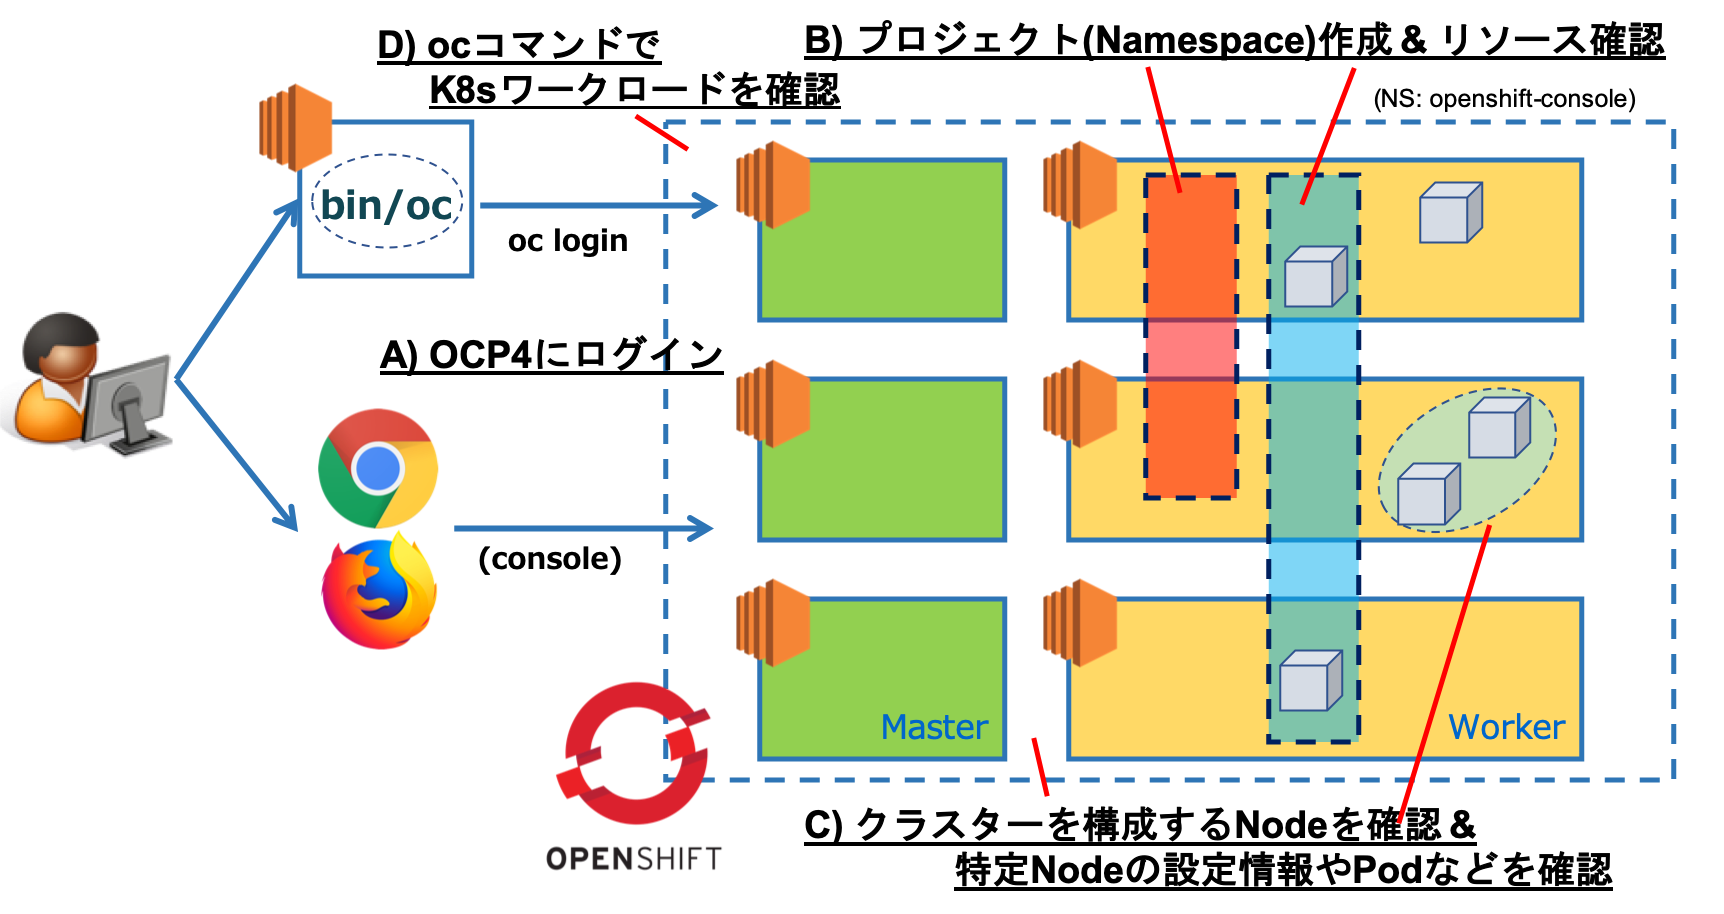 D) ocコマンドで
K8sワークロードを確認
B) プロジェクト(Namespace)作成 & リソース確認
(NS: openshift-console)
bin/oc
oc login
A) OCP4にログイン
(console)
Master
Worker
OPENSHIFT
C) クラスターを構成するNodeを確認 &
特定Nodeの設定情報やPodなどを確認